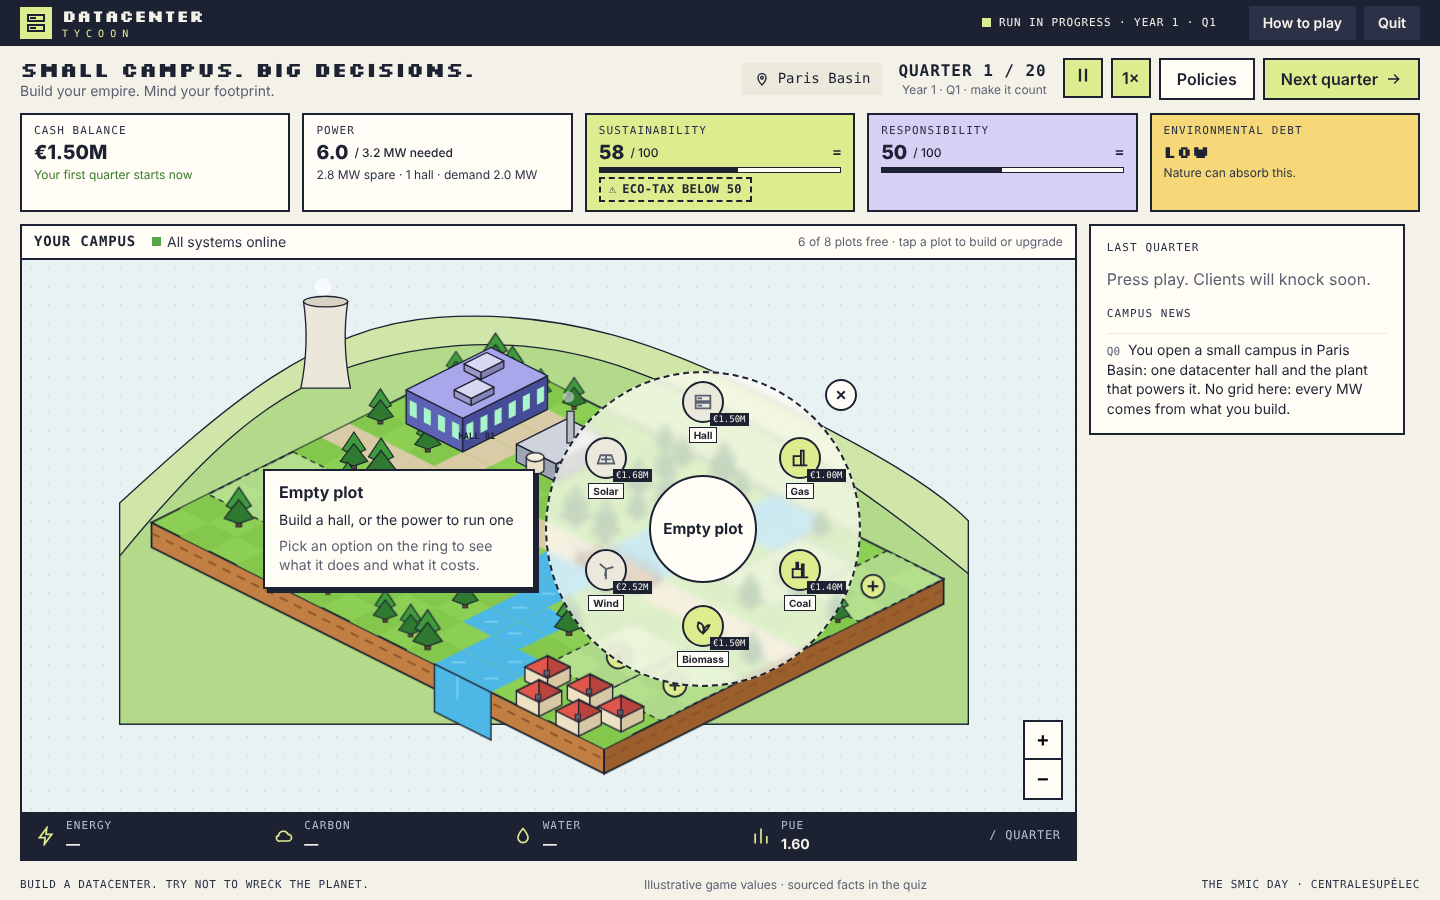 DATACENTER
TYCOON
RUN IN PROGRESS · YEAR 1 · Q1
How to play
Quit
SMALL CAMPUS. BIG DECISIONS.
Build your empire. Mind your footprint.
Paris Basin
QUARTER 1 / 20
Year 1 · Q1 · make it count
II
1×
Policies
Next quarter →
CASH BALANCE
€1.50M
Your first quarter starts now
POWER
6.0 / 3.2 MW needed
2.8 MW spare · 1 hall · demand 2.0 MW
SUSTAINABILITY
58 / 100 =
⚠ ECO-TAX BELOW 50
RESPONSIBILITY
50 / 100 =
ENVIRONMENTAL DEBT
LOW
Nature can absorb this.
YOUR CAMPUS
All systems online
6 of 8 plots free · tap a plot to build or upgrade
HALL 01
Empty plot
Build a hall, or the power to run one
Pick an option on the ring to see
what it does and what it costs.
€1.50M
Hall
€1.68M
Solar
€1.00M
Gas
Empty plot
€2.52M
Wind
€1.40M
Coal
€1.50M
Biomass
×
+
+
+
−
LAST QUARTER
Press play. Clients will knock soon.
CAMPUS NEWS
Q0 You open a small campus in Paris
Basin: one datacenter hall and the plant
that powers it. No grid here: every MW
comes from what you build.
ENERGY
—
CARBON
—
WATER
—
PUE
1.60
/ QUARTER
BUILD A DATACENTER. TRY NOT TO WRECK THE PLANET.
Illustrative game values · sourced facts in the quiz
THE SMIC DAY · CENTRALESUPÉLEC